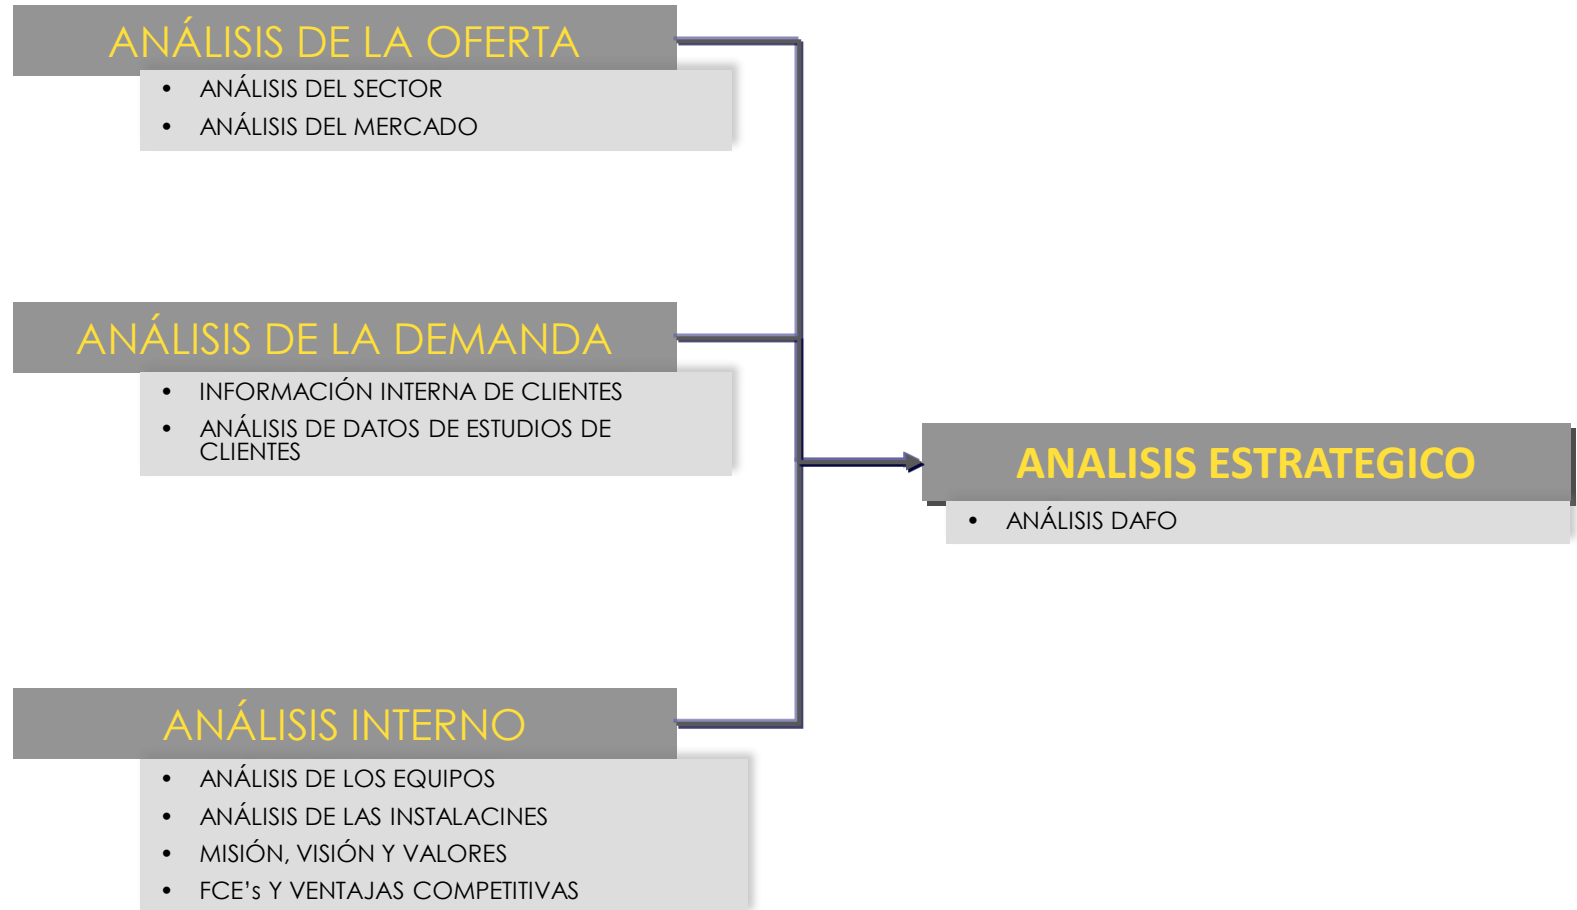 ANÁLISIS DE LA OFERTA
• ANÁLISIS DEL SECTOR
• ANÁLISIS DEL MERCADO
ANÁLISIS DE LA DEMANDA
• INFORMACIÓN INTERNA DE CLIENTES
• ANÁLISIS DE DATOS DE ESTUDIOS DE
CLIENTES
ANALISIS ESTRATEGICO
• ANÁLISIS DAFO
ANÁLISIS INTERNO
• ANÁLISIS DE LOS EQUIPOS
• ANÁLISIS DE LAS INSTALACINES
• MISIÓN, VISIÓN Y VALORES
• FCE's Y VENTAJAS COMPETITIVAS